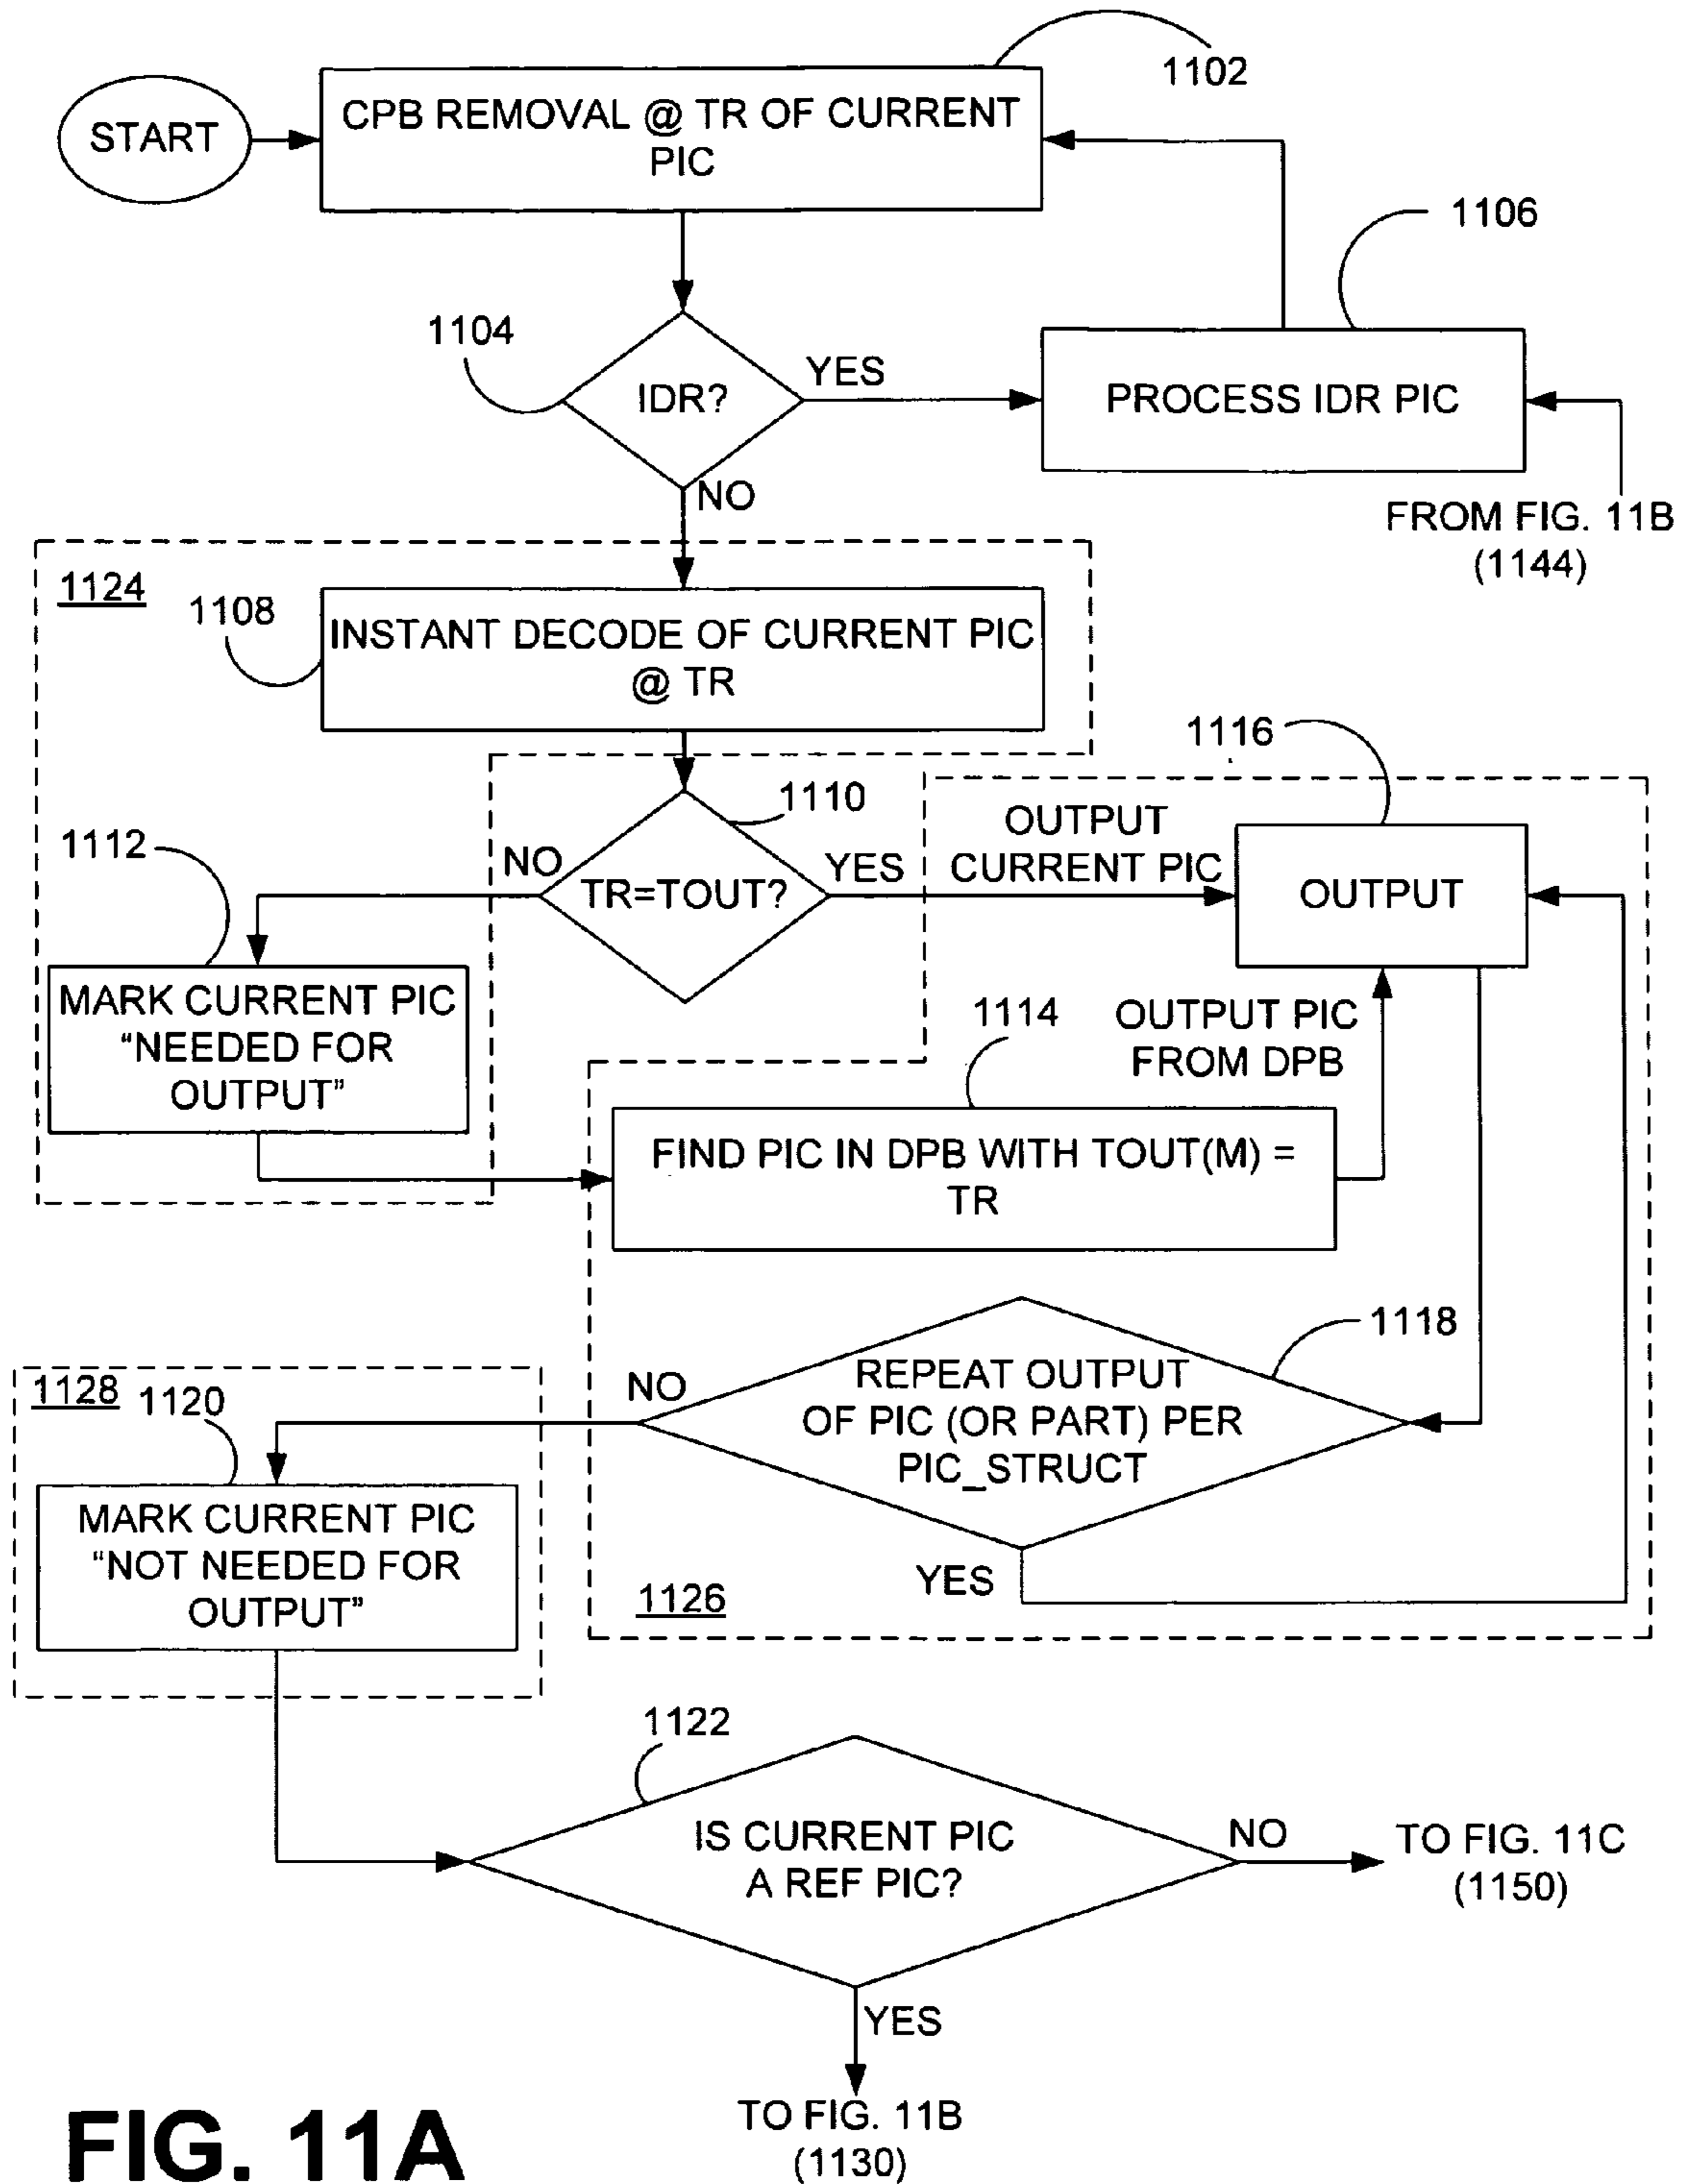 1102
START
CPB REMOVAL @ TR OF CURRENT
PIC
1106
1104
IDR?
YES
PROCESS IDR PIC
NO
FROM FIG. 11B
(1144)
1124
1108
INSTANT DECODE OF CURRENT PIC
@ TR
1116
1110
OUTPUT
CURRENT PIC
1112
NO
TR=TOUT?
YES
OUTPUT
MARK CURRENT PIC
“NEEDED FOR
OUTPUT”
1114
OUTPUT PIC
FROM DPB
FIND PIC IN DPB WITH TOUT(M) =
TR
1118
1128
1120
NO
REPEAT OUTPUT
OF PIC (OR PART) PER
PIC_STRUCT
MARK CURRENT PIC
“NOT NEEDED FOR
OUTPUT”
YES
1126
1122
IS CURRENT PIC
A REF PIC?
NO
TO FIG. 11C
(1150)
YES
TO FIG. 11B
(1130)
FIG. 11A